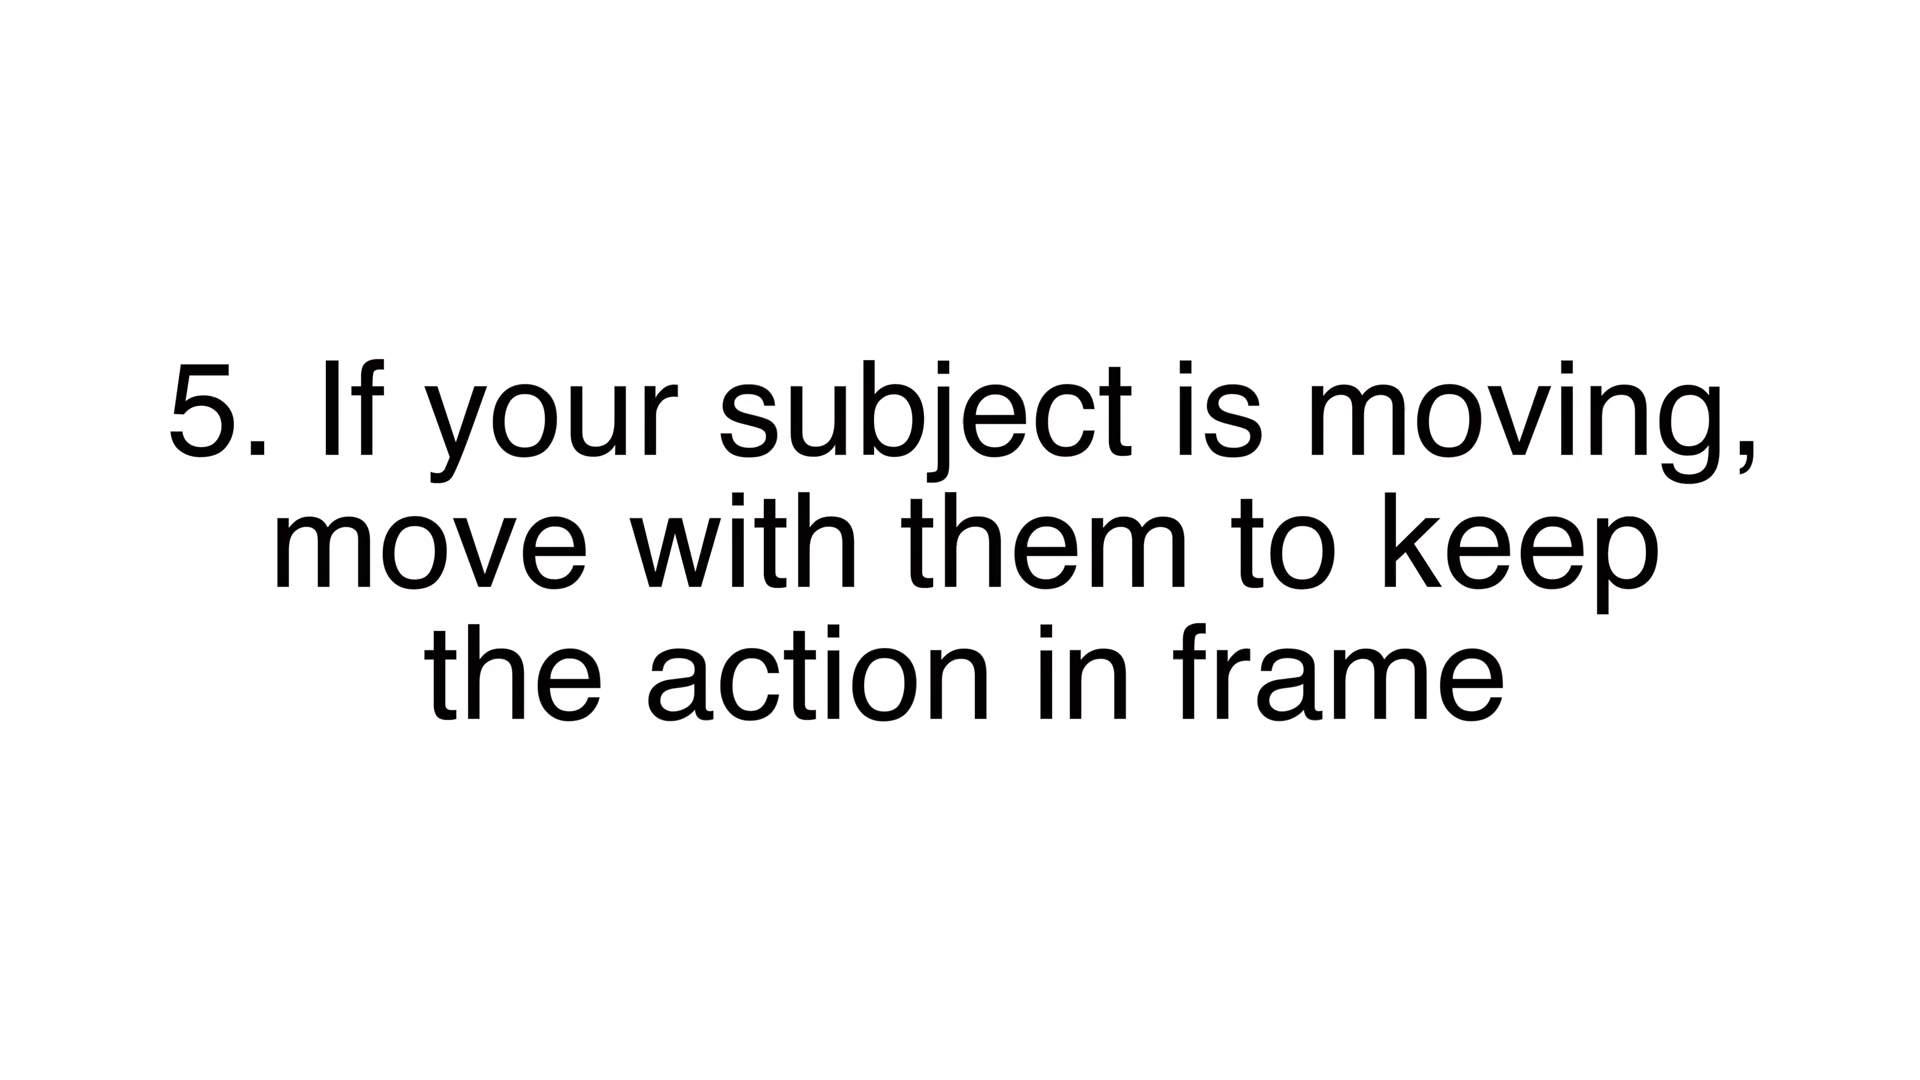 5. If your subject is moving,
move with them to keep
the action in frame